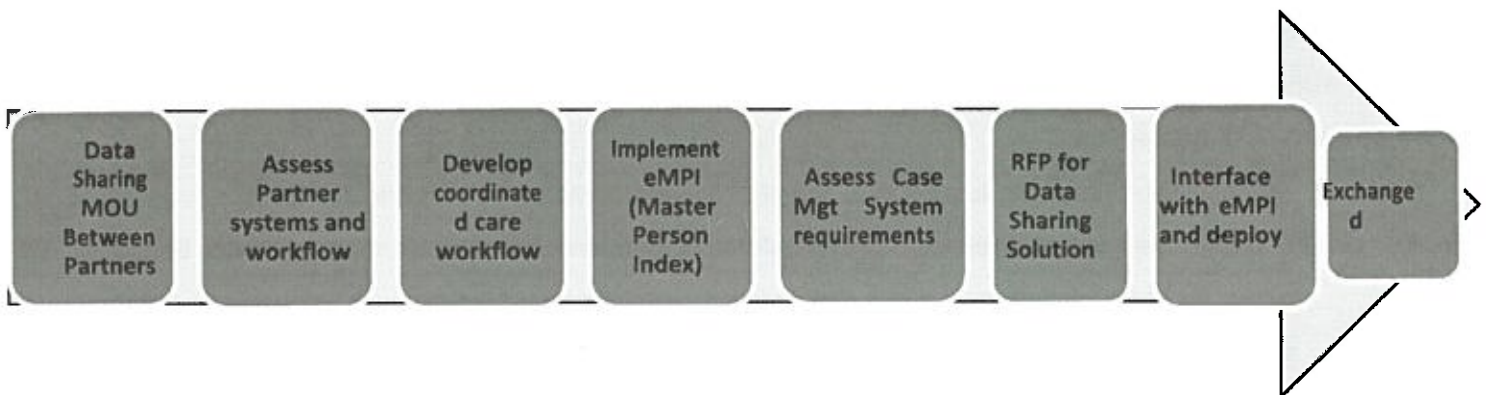 Data
Sharing
MOU
Between
Partners
Assess
Partner
systems and
workflow
Develop
coordinate
d care
workflow
Implement
eMPI
(Master
Person
Index)
Assess Case
Mgt System
requirements
RFP for
Data
Sharing
Solution
Interface
with eMPI
and deploy
Exchange
d